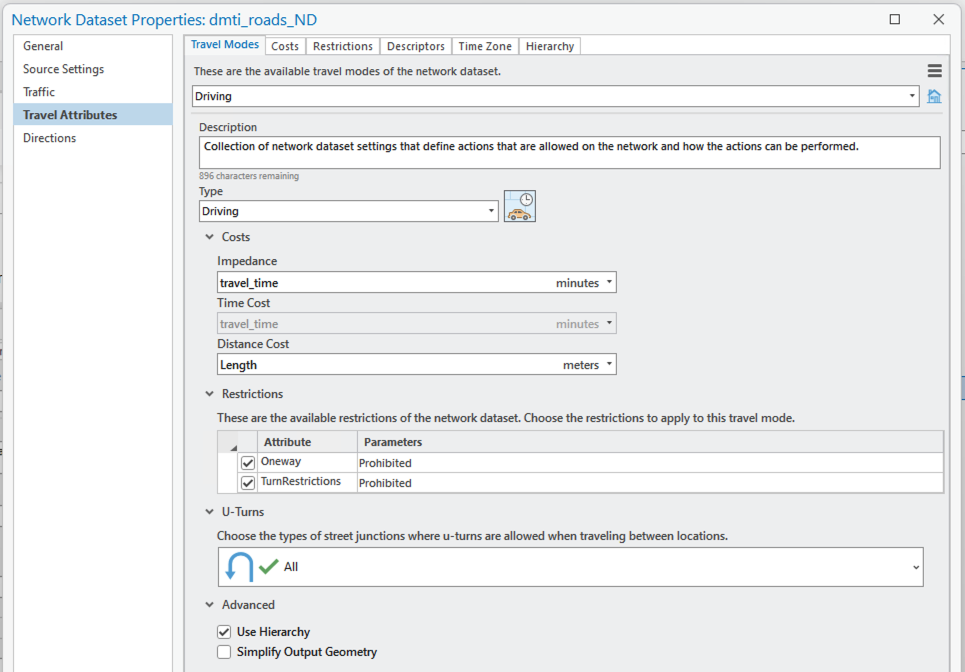 Network Dataset Properties: dmti_roads_ND
General
Source Settings
Traffic
Travel Attributes
Directions
Travel Modes Costs Restrictions Descriptors Time Zone Hierarchy
These are the available travel modes of the network dataset.
Driving
Description
Collection of network dataset settings that define actions that are allowed on the network and how the actions can be performed.
896 characters remaining
Type
Driving
Costs
Impedance
travel_time minutes
Time Cost
travel_time minutes
Distance Cost
Length meters
Restrictions
These are the available restrictions of the network dataset. Choose the restrictions to apply to this travel mode.
Attribute Parameters
Oneway Prohibited
TurnRestrictions Prohibited
U-Turns
Choose the types of street junctions where u-turns are allowed when traveling between locations.
All
Advanced
Use Hierarchy
Simplify Output Geometry